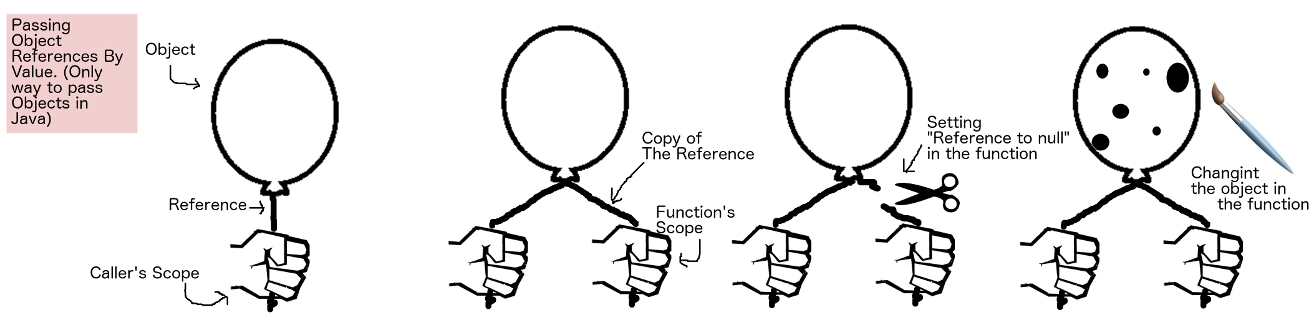 Passing
Object
References By
Value. (Only
way to pass
Objects in
Java)
Object
Reference
Caller's Scope
Copy of
The Reference
Function's
Scope
Setting
"Reference to null"
in the function
Changint
the object in
the function